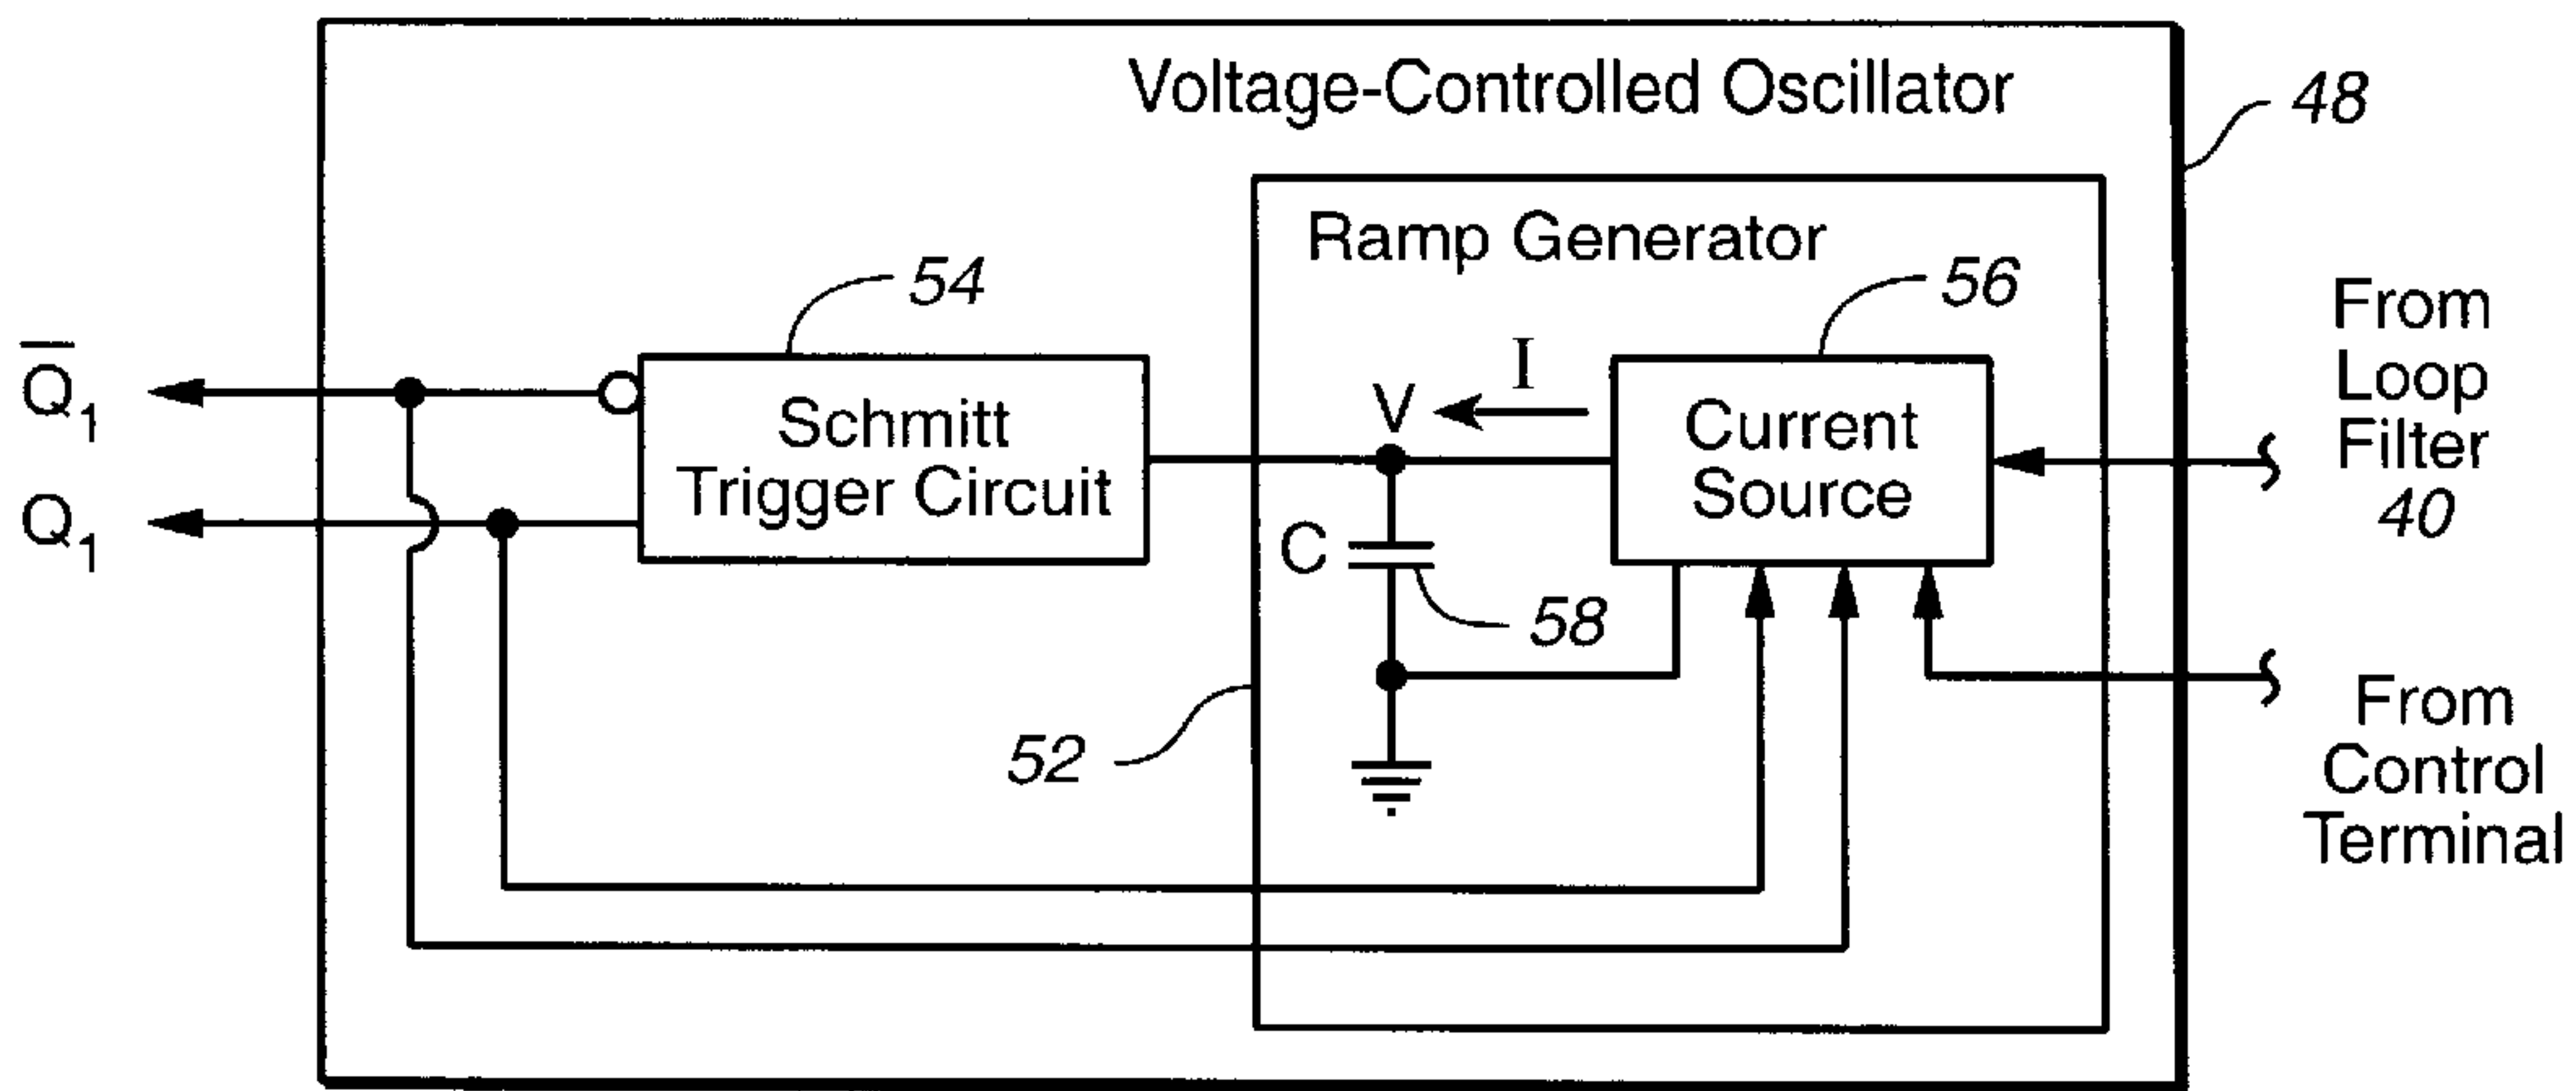 Voltage-Controlled Oscillator
48
Ramp Generator
54
56
From
Loop
Filter
40
I
V
Q̅1
Schmitt
Trigger Circuit
Current
Source
Q1
C
58
52
From
Control
Terminal